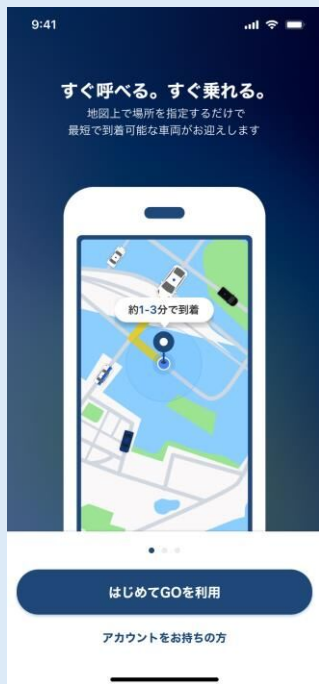 9:41
すぐ呼べる。すぐ乗れる。
地図上で場所を指定するだけで
最短で到着可能な車両がお迎えします
約1-3分で到着
はじめてGOを利用
アカウントをお持ちの方